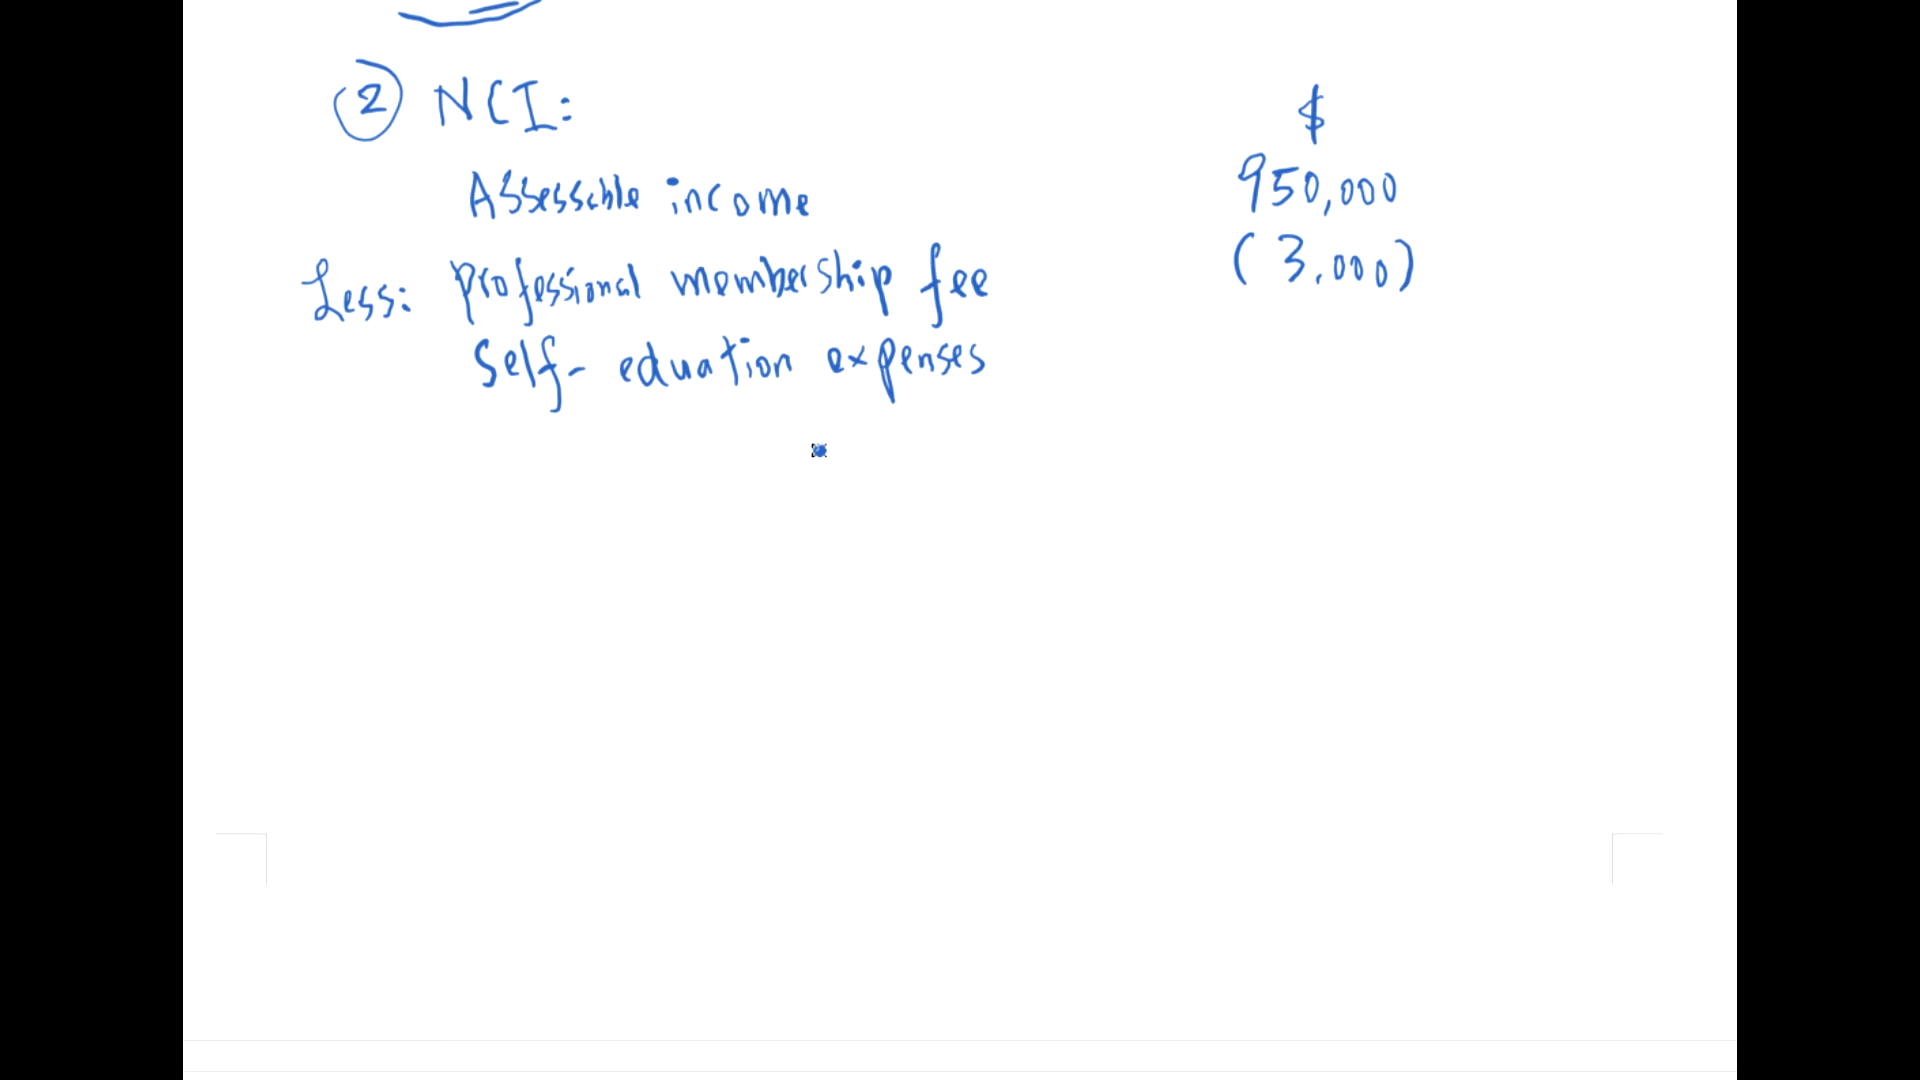 ② NCI:
$
Assessable income 950,000
Less: Professional membership fee (3,000)
Self-eduation expenses